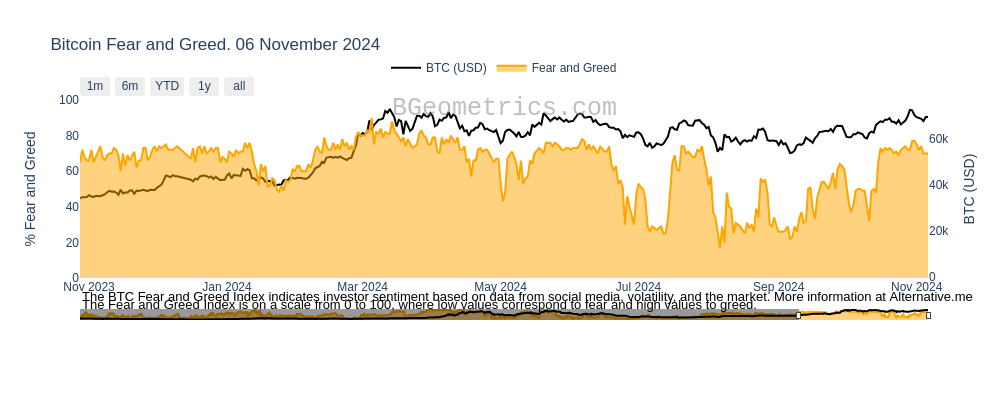 Bitcoin Fear and Greed. 06 November 2024
BTC (USD) Fear and Greed
1m 6m YTD 1y all
BGeometrics.com
% Fear and Greed
100
80
60
40
20
0
60k
40k
20k
0
BTC (USD)
Nov 2023 Jan 2024 Mar 2024 May 2024 Jul 2024 Sep 2024 Nov 2024
The BTC Fear and Greed Index indicates investor sentiment based on data from social media, volatility, and the market. More information at Alternative.me
The Fear and Greed Index is on a scale from 0 to 100, where low values correspond to fear and high values to greed.